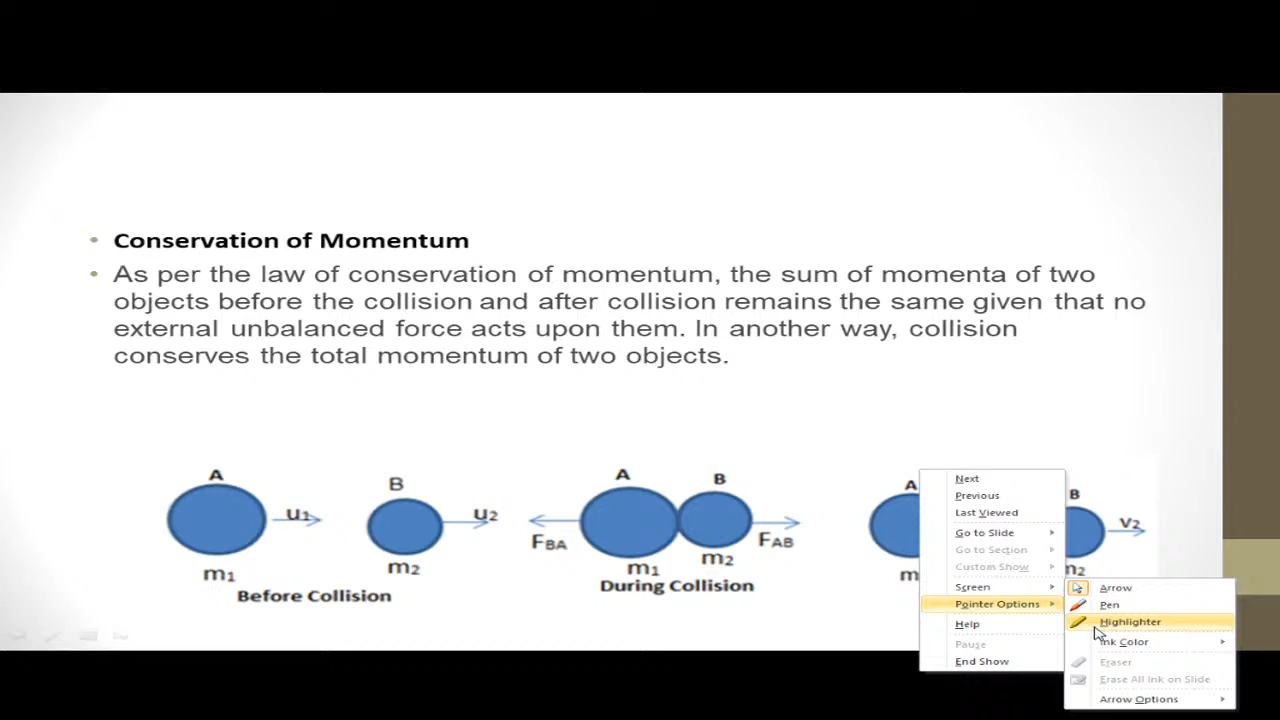 Conservation of Momentum
As per the law of conservation of momentum, the sum of momenta of two
objects before the collision and after collision remains the same given that no
external unbalanced force acts upon them. In another way, collision
conserves the total momentum of two objects.
A
B
u₁
u₂
m₁
m₂
Before Collision
A
B
FBA
FAB
m₁
m₂
During Collision
A
B
v₂
Next
Previous
Last Viewed
Go to Slide
Go to Section
Custom Show
Screen
Pointer Options
Help
Pause
End Show
Arrow
Pen
Highlighter
Ink Color
Eraser
Erase All Ink on Slide
Arrow Options